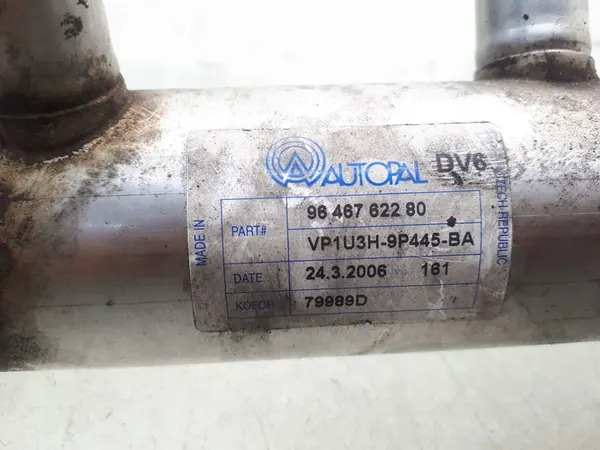 AUTOPAL DV6
MADE IN
PART# 96 467 622 80
VP1U3H-9P445-BA
DATE 24.3.2006 161
KOFOR 79989D
CZECH REPUBLIC